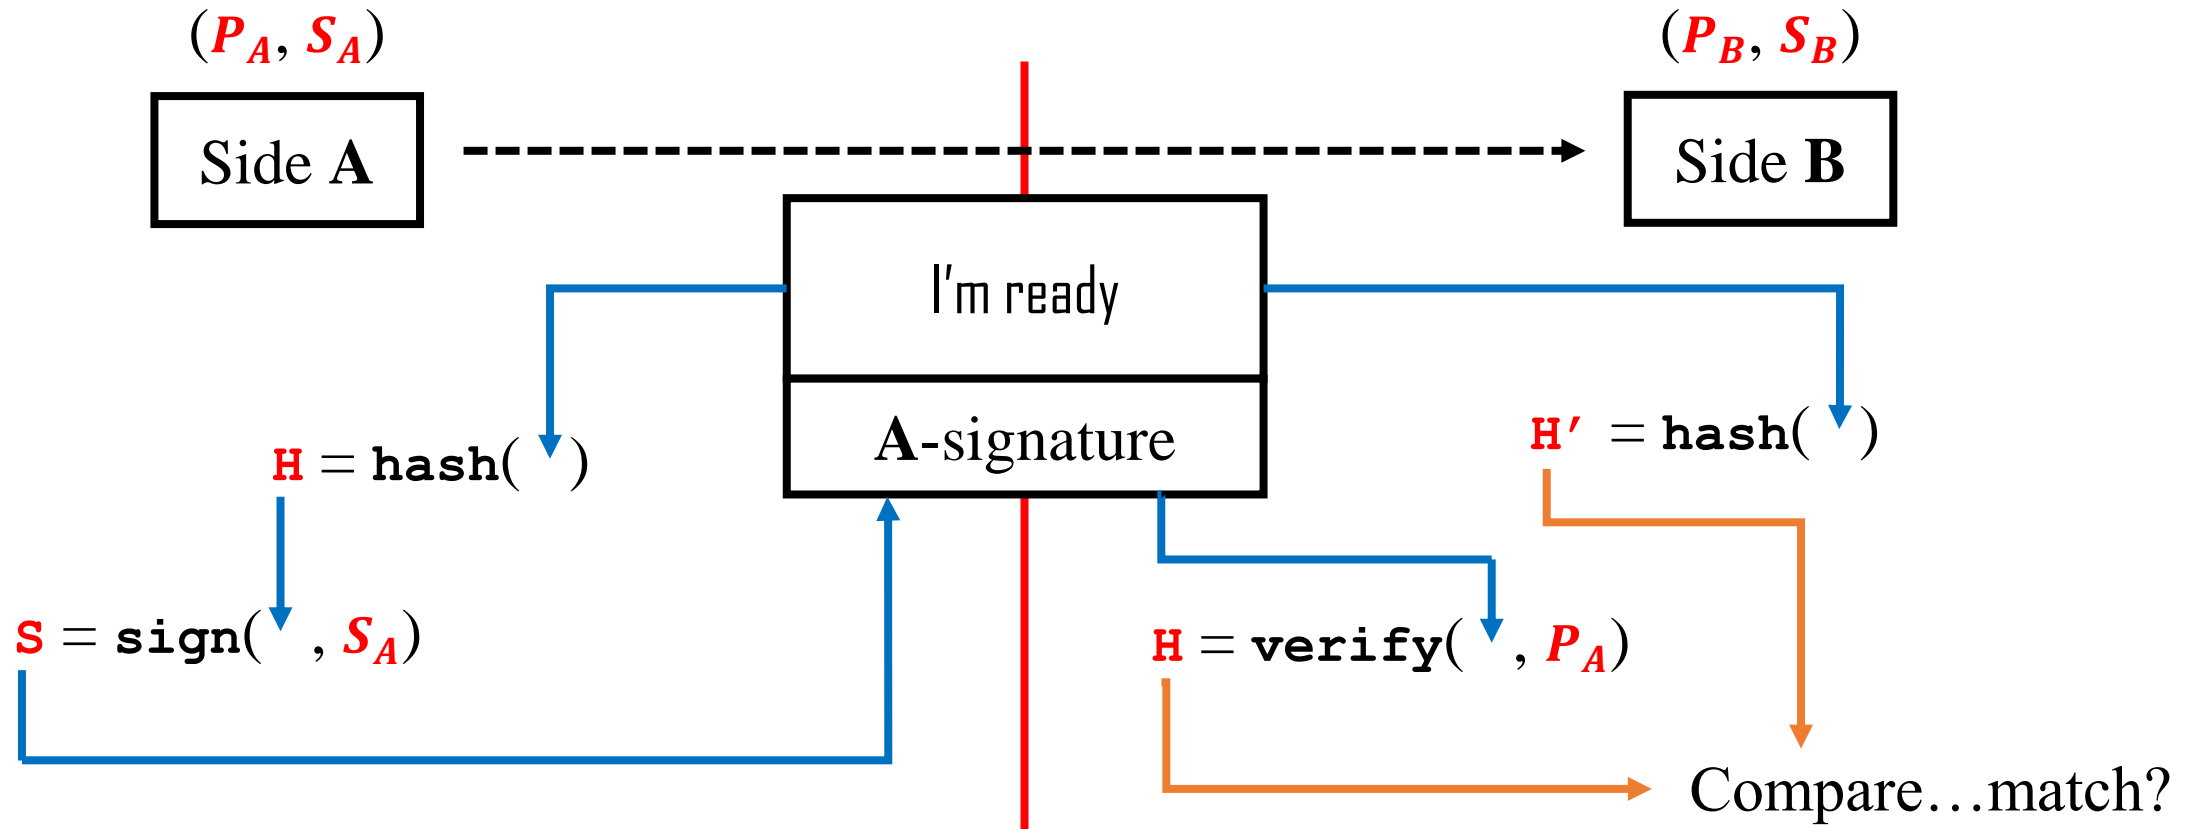 (P_A, S_A)
(P_B, S_B)
Side A
Side B
I'm ready
A-signature
H = hash( )
H' = hash( )
S = sign( , S_A)
H = verify( , P_A)
Compare…match?